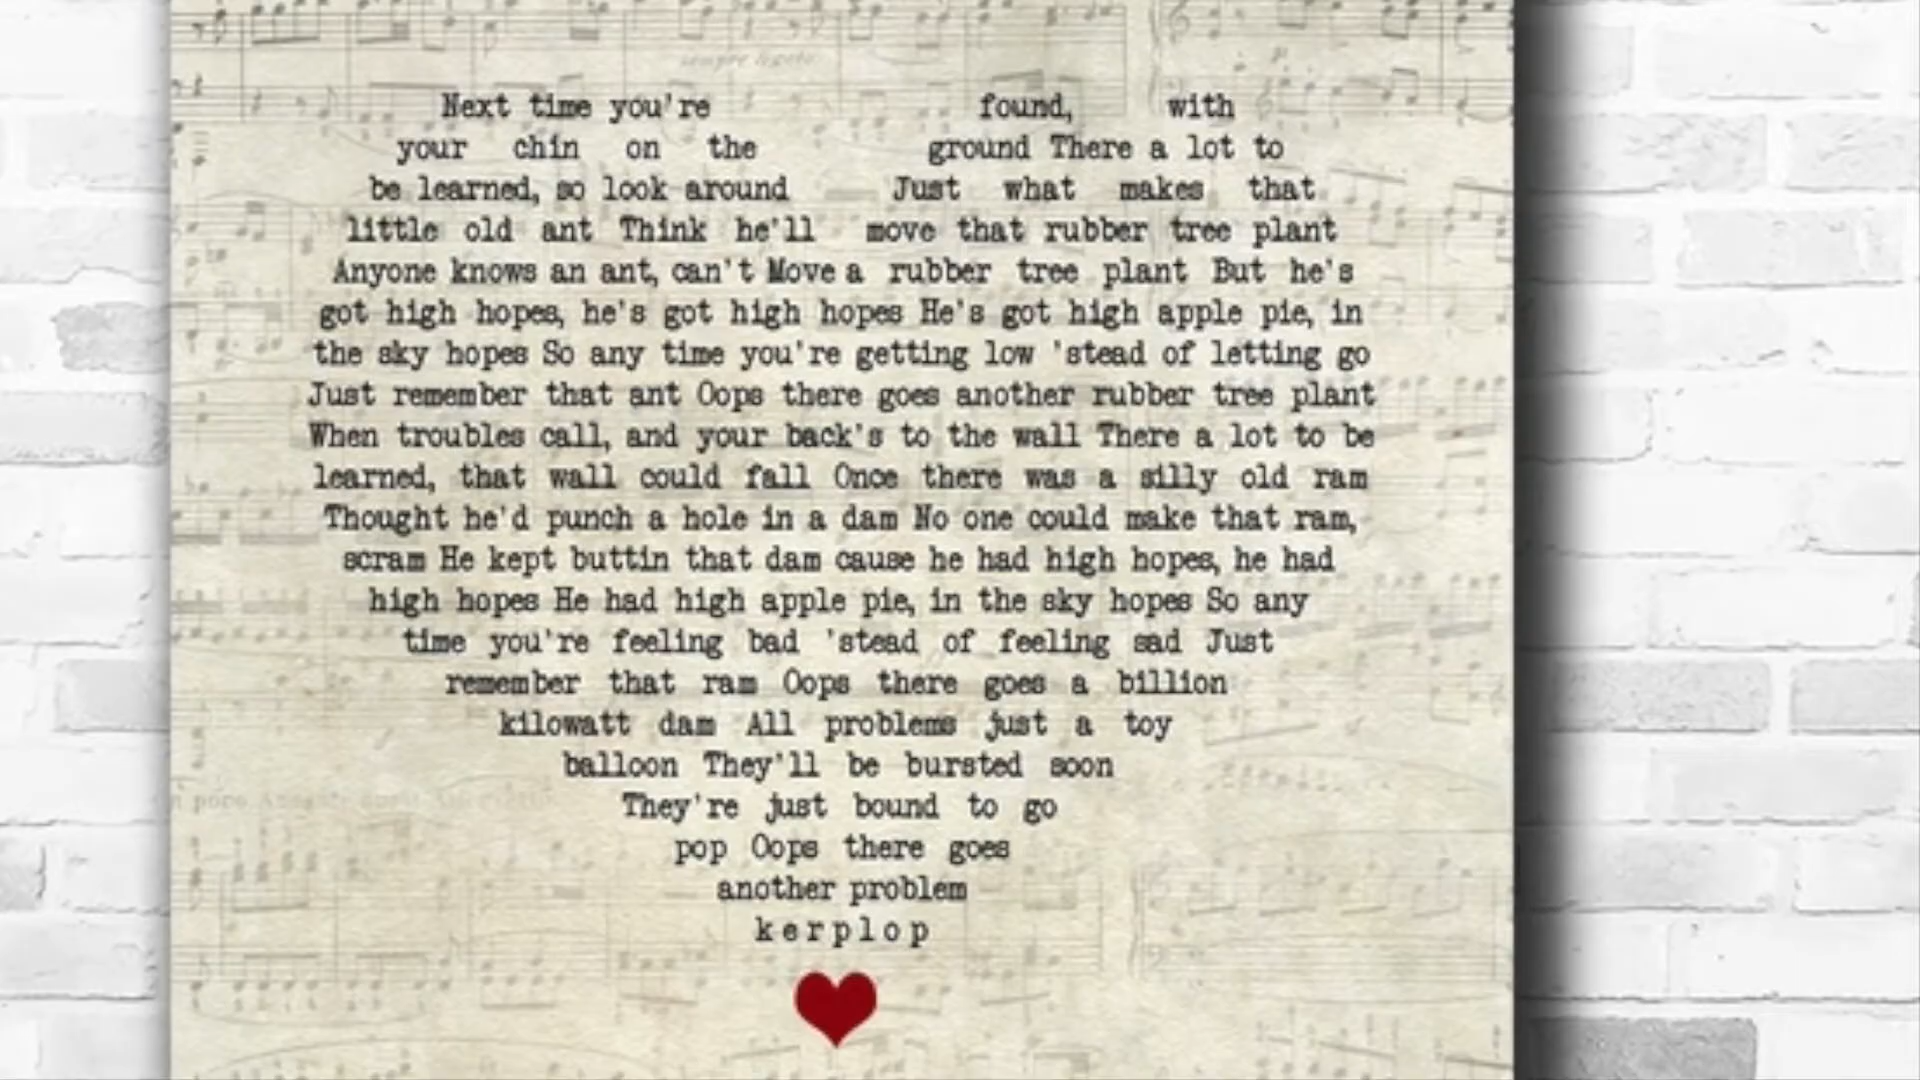 Next time you're found, with
your chin on the ground There a lot to
be learned, so look around Just what makes that
little old ant Think he'll move that rubber tree plant
Anyone knows an ant, can't Move a rubber tree plant But he's
got high hopes, he's got high hopes He's got high apple pie, in
the sky hopes So any time you're getting low 'stead of letting go
Just remember that ant Oops there goes another rubber tree plant
When troubles call, and your back's to the wall There a lot to be
learned, that wall could fall Once there was a silly old ram
Thought he'd punch a hole in a dam No one could make that ram,
scram He kept buttin that dam cause he had high hopes, he had
high hopes He had high apple pie, in the sky hopes So any
time you're feeling bad 'stead of feeling sad Just
remember that ram Oops there goes a billion
kilowatt dam All problems just a toy
balloon They'll be bursted soon
They're just bound to go
pop Oops there goes
another problem
kerplop